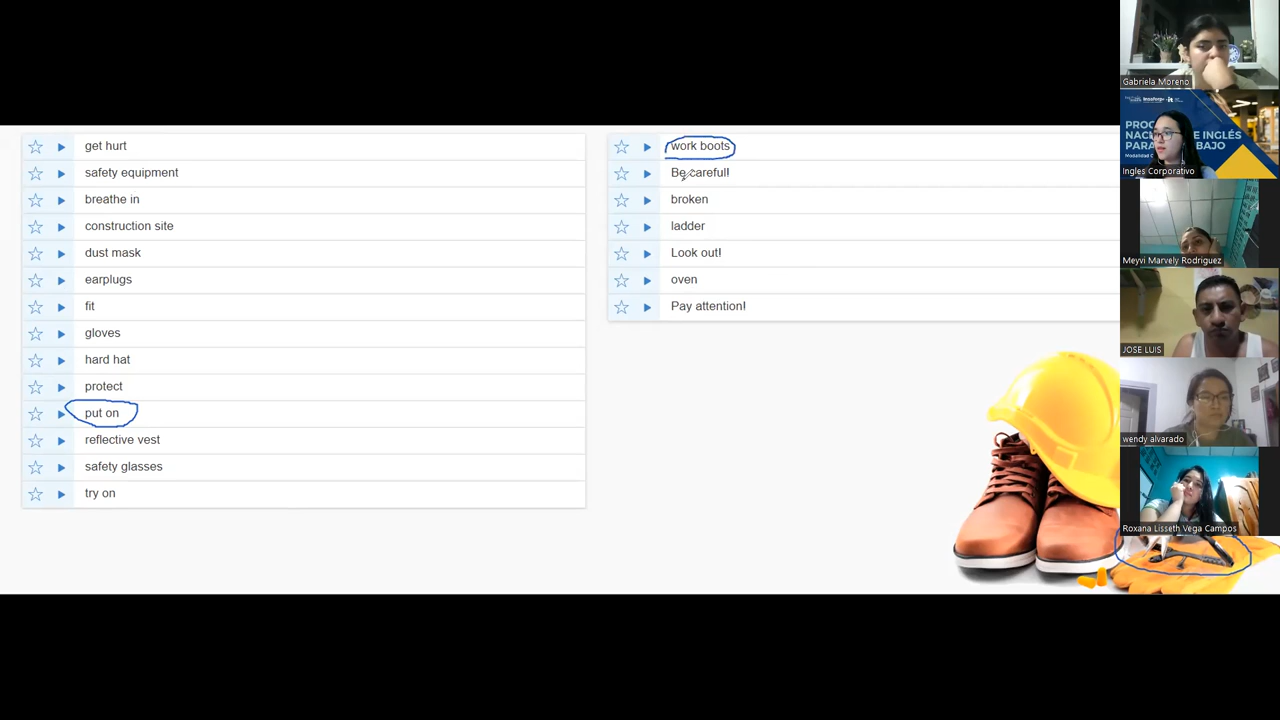 get hurt
safety equipment
breathe in
construction site
dust mask
earplugs
fit
gloves
hard hat
protect
put on
reflective vest
safety glasses
try on
work boots
Be careful!
broken
ladder
Look out!
oven
Pay attention!
Gabriela Moreno
Ingles Corporativo
Meyvi Marvely Rodriguez
JOSE LUIS
wendy alvarado
Roxana Lisseth Vega Campos